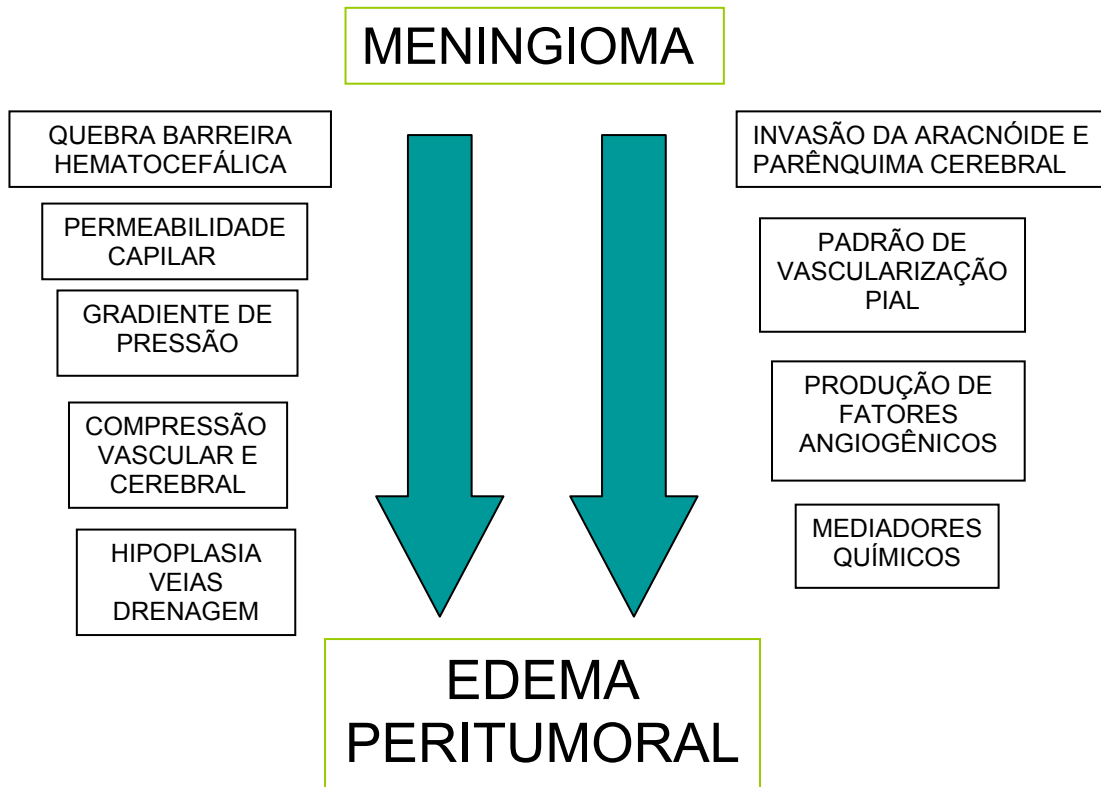 MENINGIOMA
QUEBRA BARREIRA
HEMATOCEFÁLICA
PERMEABILIDADE
CAPILAR
GRADIENTE DE
PRESSÃO
COMPRESSÃO
VASCULAR E
CEREBRAL
HIPOPLASIA
VEIAS
DRENAGEM
INVASÃO DA ARACNÓIDE E
PARÊNQUIMA CEREBRAL
PADRÃO DE
VASCULARIZAÇÃO
PIAL
PRODUÇÃO DE
FATORES
ANGIOGÊNICOS
MEDIADORES
QUÍMICOS
EDEMA
PERITUMORAL